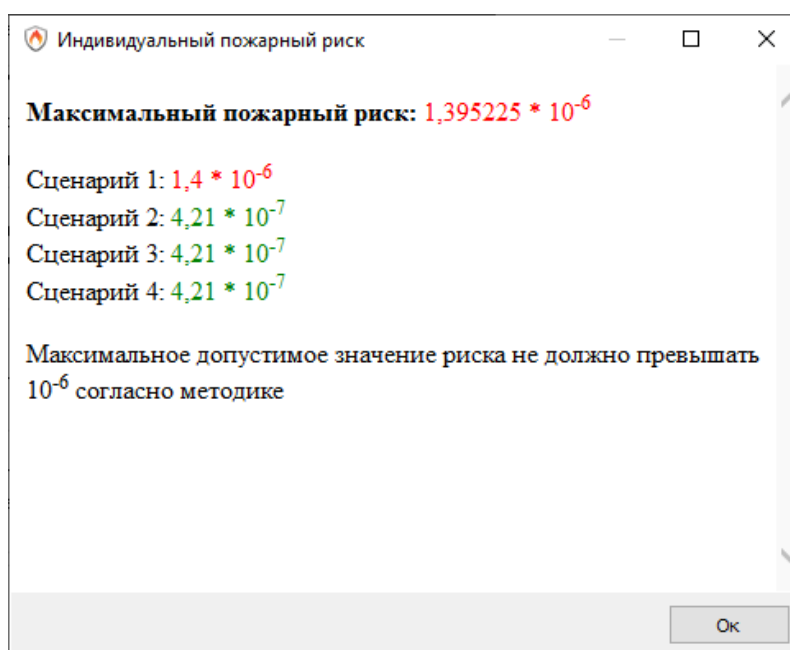 Индивидуальный пожарный риск
Максимальный пожарный риск: 1,395225 * 10⁻⁶
Сценарий 1: 1,4 * 10⁻⁶
Сценарий 2: 4,21 * 10⁻⁷
Сценарий 3: 4,21 * 10⁻⁷
Сценарий 4: 4,21 * 10⁻⁷
Максимальное допустимое значение риска не должно превышать
10⁻⁶ согласно методике
Ок